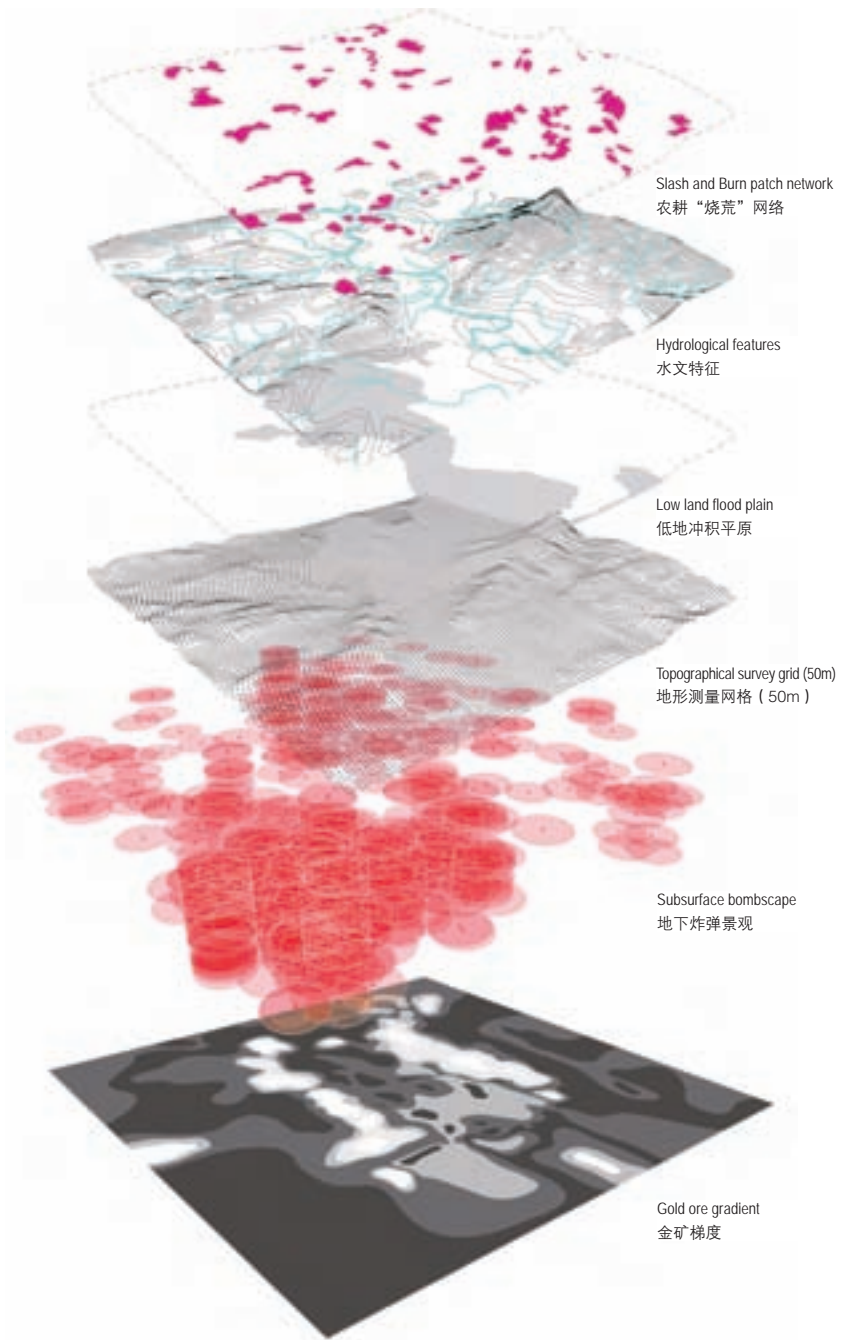 Slash and Burn patch network
农耕“烧荒”网络
Hydrological features
水文特征
Low land flood plain
低地冲积平原
Topographical survey grid (50m)
地形测量网格（50m）
Subsurface bombscape
地下炸弹景观
Gold ore gradient
金矿梯度